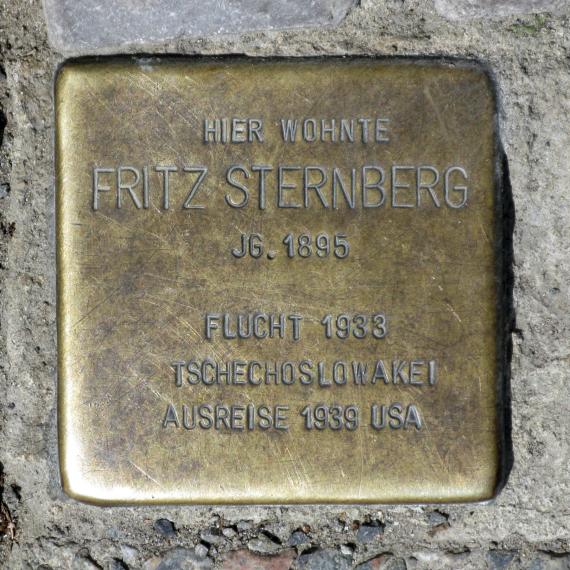 HIER WOHNTE
FRITZ STERNBERG
JG. 1895
FLUCHT 1933
TSCHECHOSLOWAKEI
AUSREISE 1939 USA